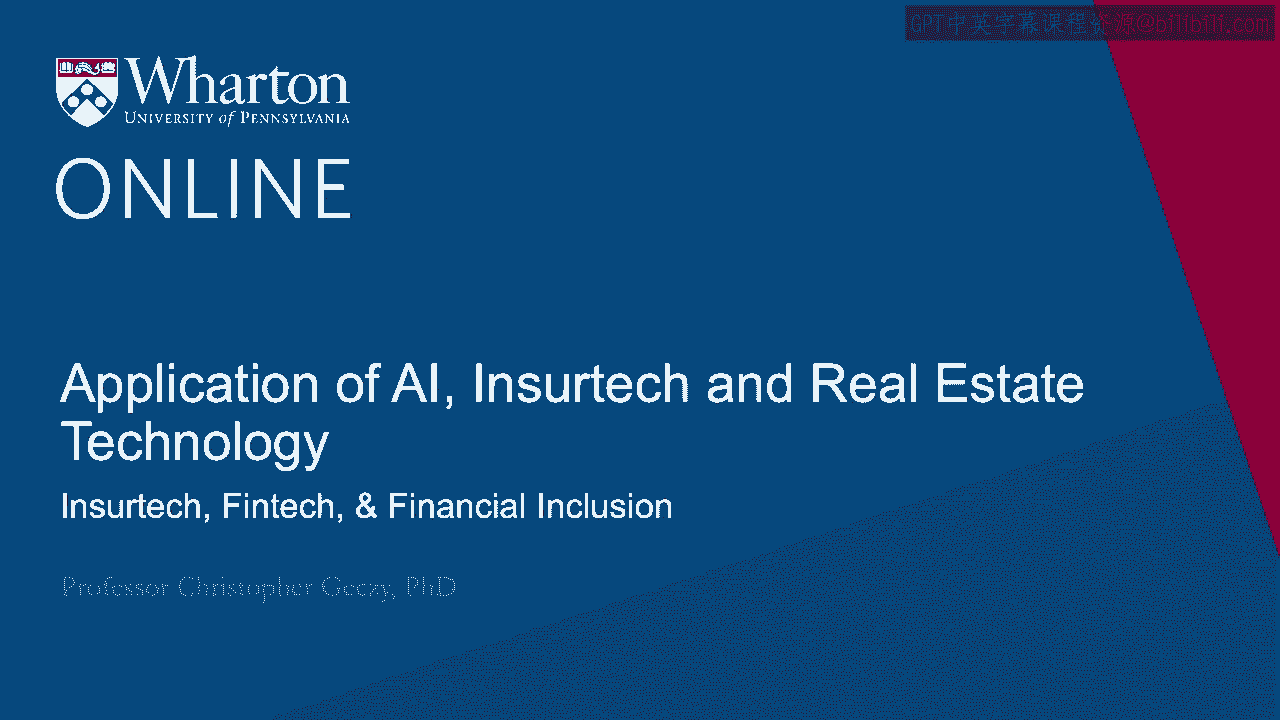 GPT中英字幕课程资源@bilibili.com
Wharton
UNIVERSITY of PENNSYLVANIA
ONLINE
Application of AI, Insurtech and Real Estate
Technology
Insurtech, Fintech, & Financial Inclusion
Professor Christopher Geczy, PhD